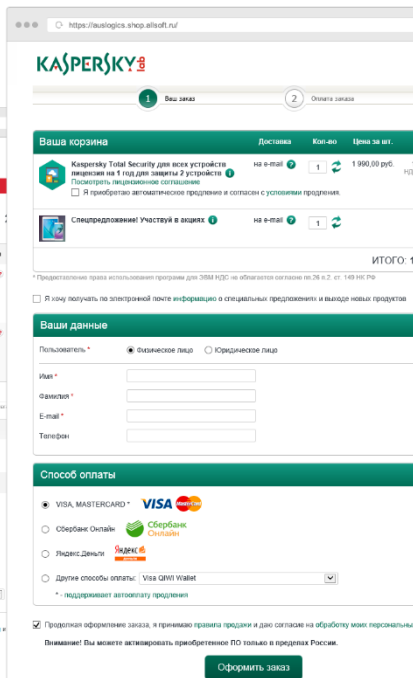 https://auslogics.shop.allsoft.ru/
KASPERSKY lab
1 Ваш заказ 2 Оплата заказа
Ваша корзина Доставка Кол-во Цена за шт.
Kaspersky Total Security для всех устройств на e-mail 1 1 990,00 руб.
лицензия на 1 год для защиты 2 устройств
Посмотреть лицензионное соглашение
Я приобретаю автоматическое продление и согласен с условиями продления.
Спецпредложение! Участвуй в акциях на e-mail 1
ИТОГО: 1
* Предоставление права использования программ для ЭВМ НДС не облагается согласно пп.26 п.2. ст. 149 НК РФ
Я хочу получать по электронной почте информацию о специальных предложениях и выходе новых продуктов
Ваши данные
Пользователь * Физическое лицо Юридическое лицо
Имя *
Фамилия *
E-mail *
Телефон
Способ оплаты
VISA, MASTERCARD * VISA MasterCard
Сбербанк Онлайн Сбербанк Онлайн
Яндекс.Деньги Яндекс
Другие способы оплаты: Visa QIWI Wallet
* - поддерживает автооплату продления
Продолжая оформление заказа, я принимаю правила продажи и даю согласие на обработку моих персональны
Внимание! Вы можете активировать приобретенное ПО только в пределах России.
Оформить заказ